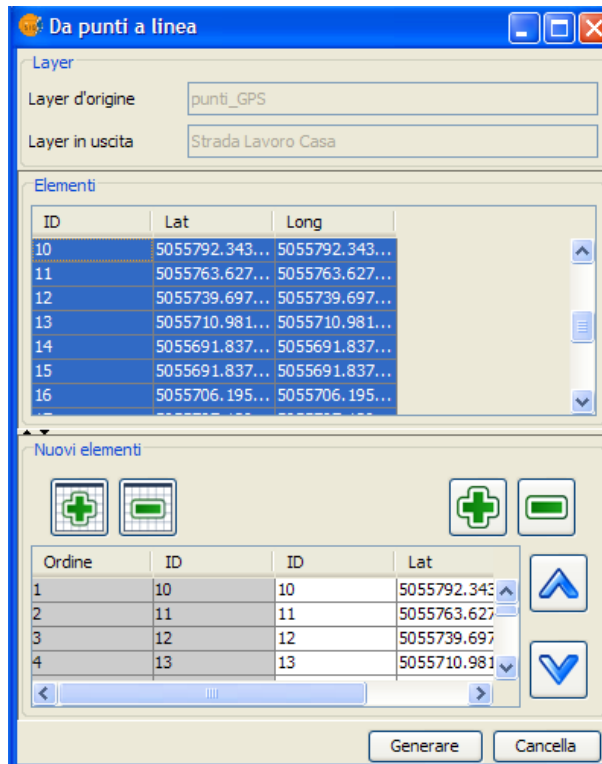 Da punti a linea
Layer
Layer d'origine punti_GPS
Layer in uscita Strada Lavoro Casa
Elementi
ID Lat Long
10 5055792.343... 5055792.343...
11 5055763.627... 5055763.627...
12 5055739.697... 5055739.697...
13 5055710.981... 5055710.981...
14 5055691.837... 5055691.837...
15 5055691.837... 5055691.837...
16 5055706.195... 5055706.195...
Nuovi elementi
Ordine ID ID Lat
1 10 10 5055792.343
2 11 11 5055763.627
3 12 12 5055739.697
4 13 13 5055710.981
Generare Cancella